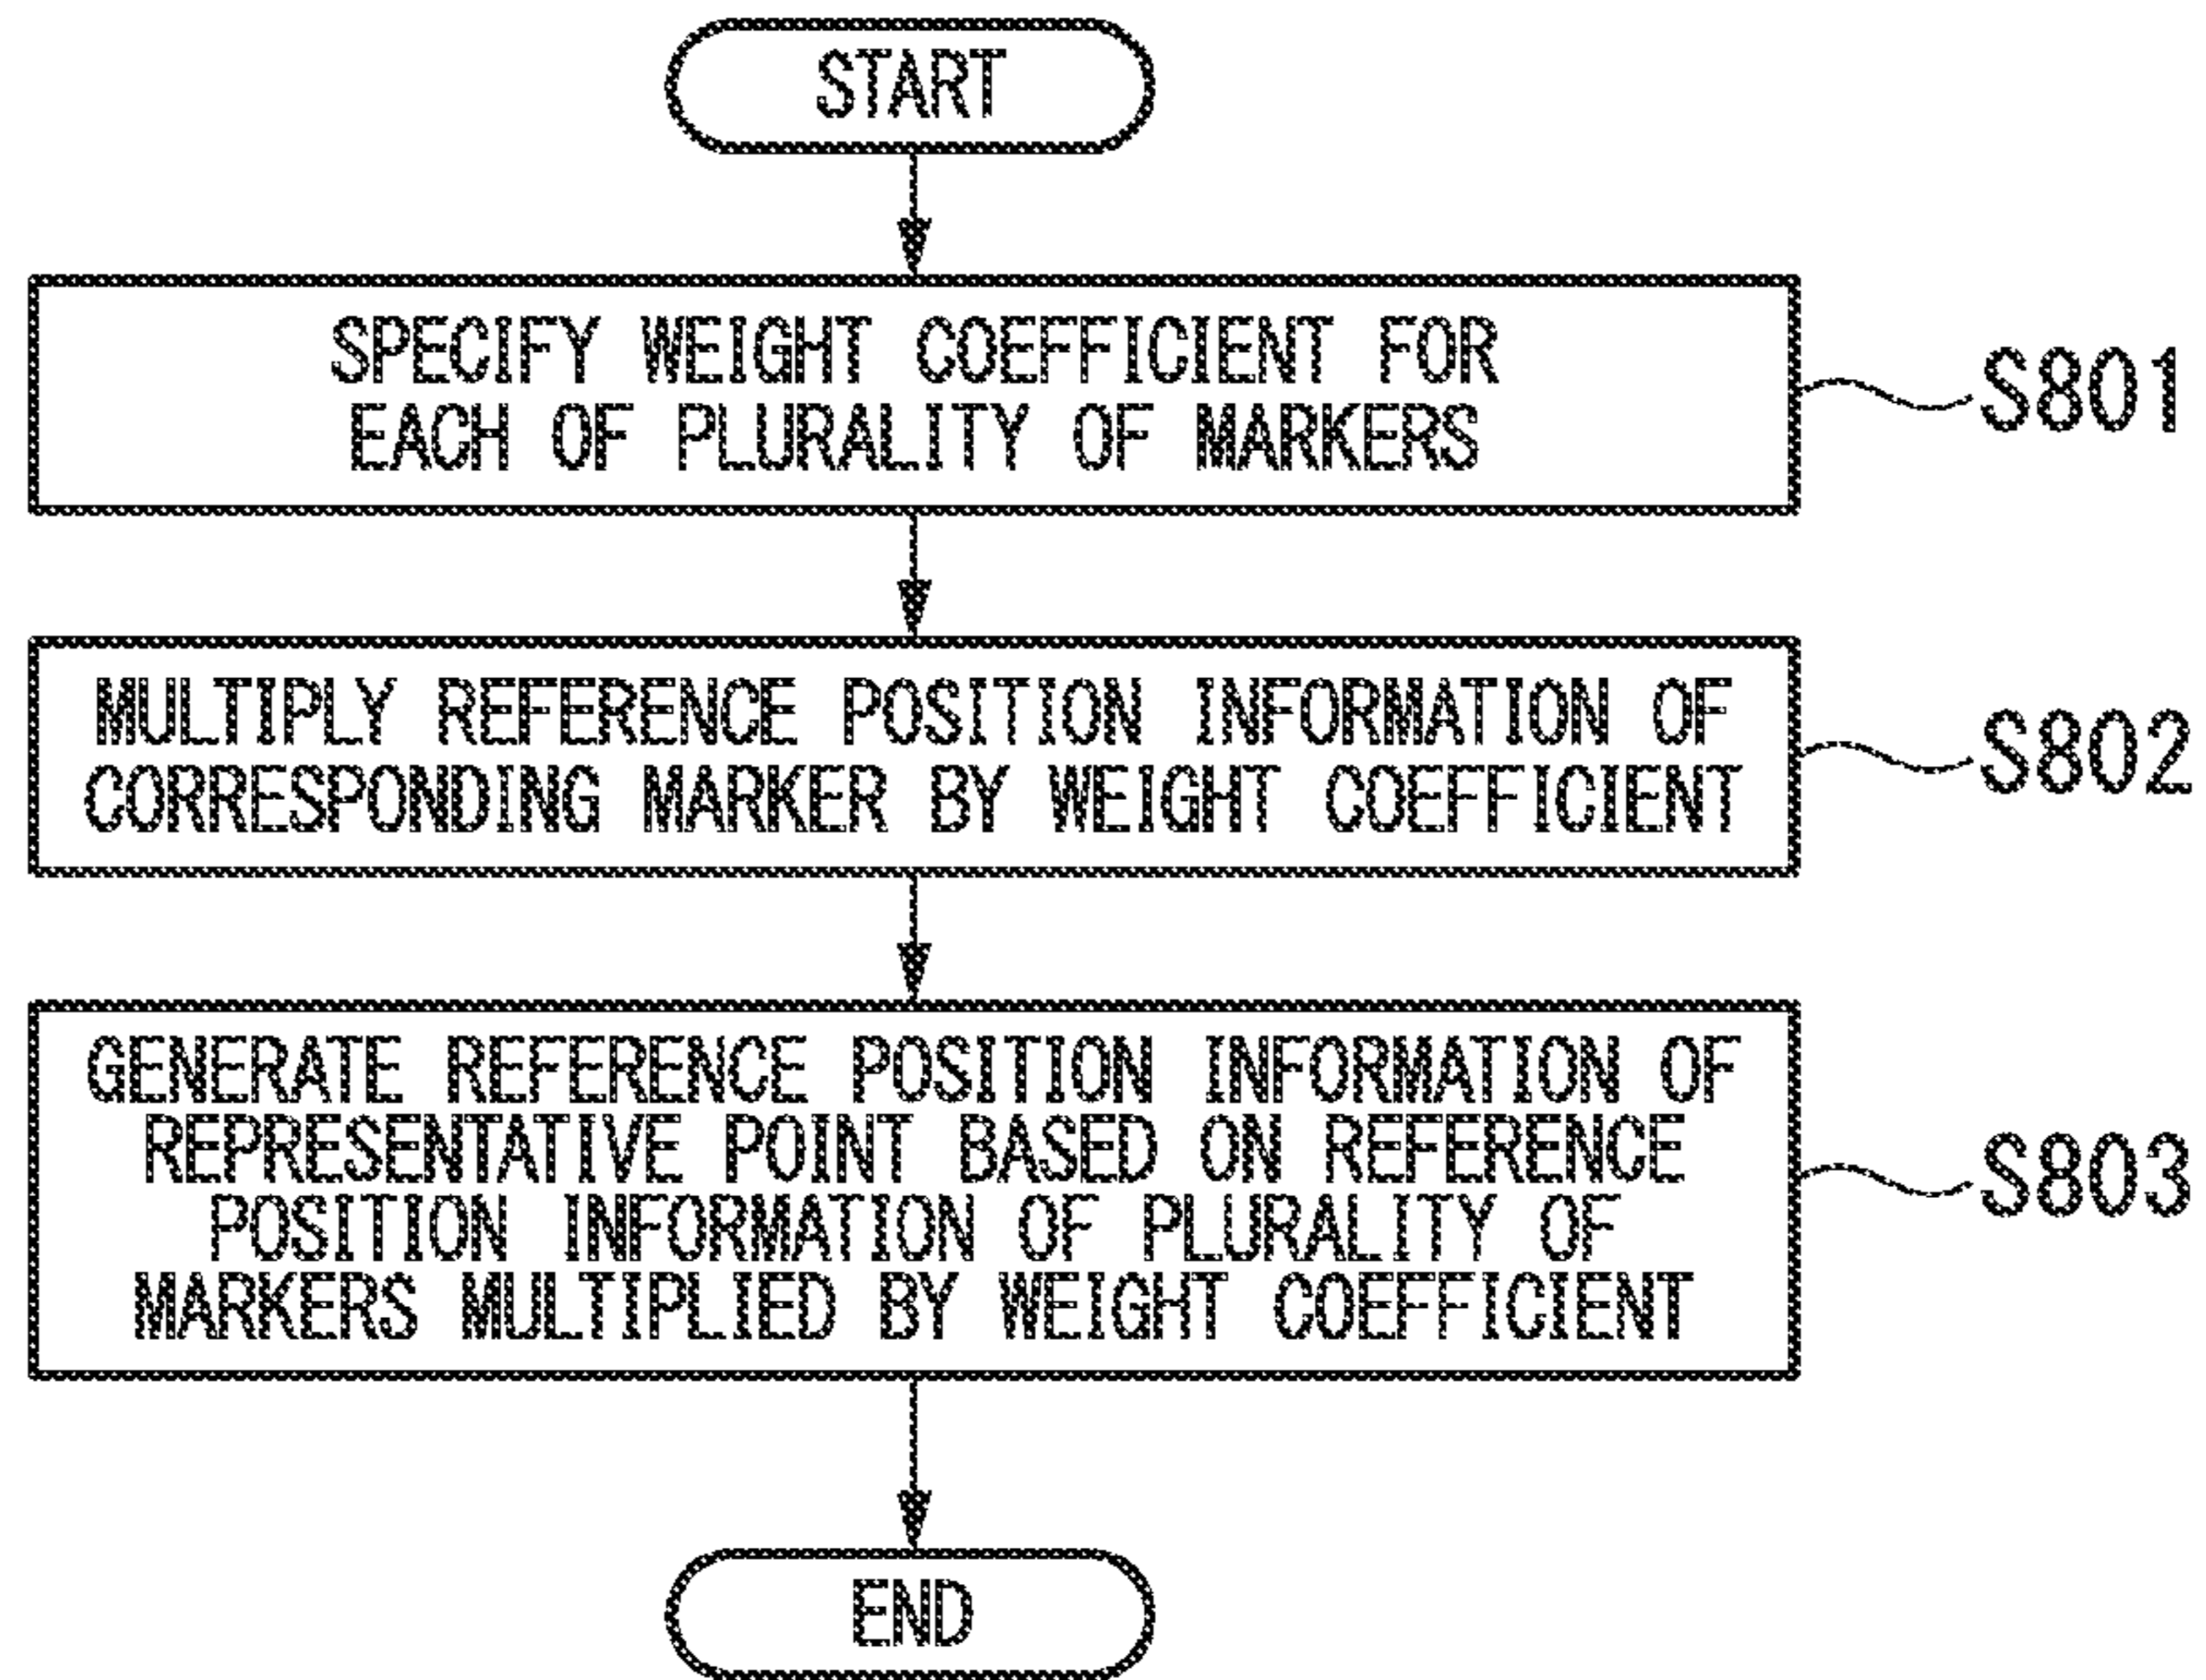 START
SPECIFY WEIGHT COEFFICIENT FOR
EACH OF PLURALITY OF MARKERS
S801
MULTIPLY REFERENCE POSITION INFORMATION OF
CORRESPONDING MARKER BY WEIGHT COEFFICIENT
S802
GENERATE REFERENCE POSITION INFORMATION OF
REPRESENTATIVE POINT BASED ON REFERENCE
POSITION INFORMATION OF PLURALITY OF
MARKERS MULTIPLIED BY WEIGHT COEFFICIENT
S803
END